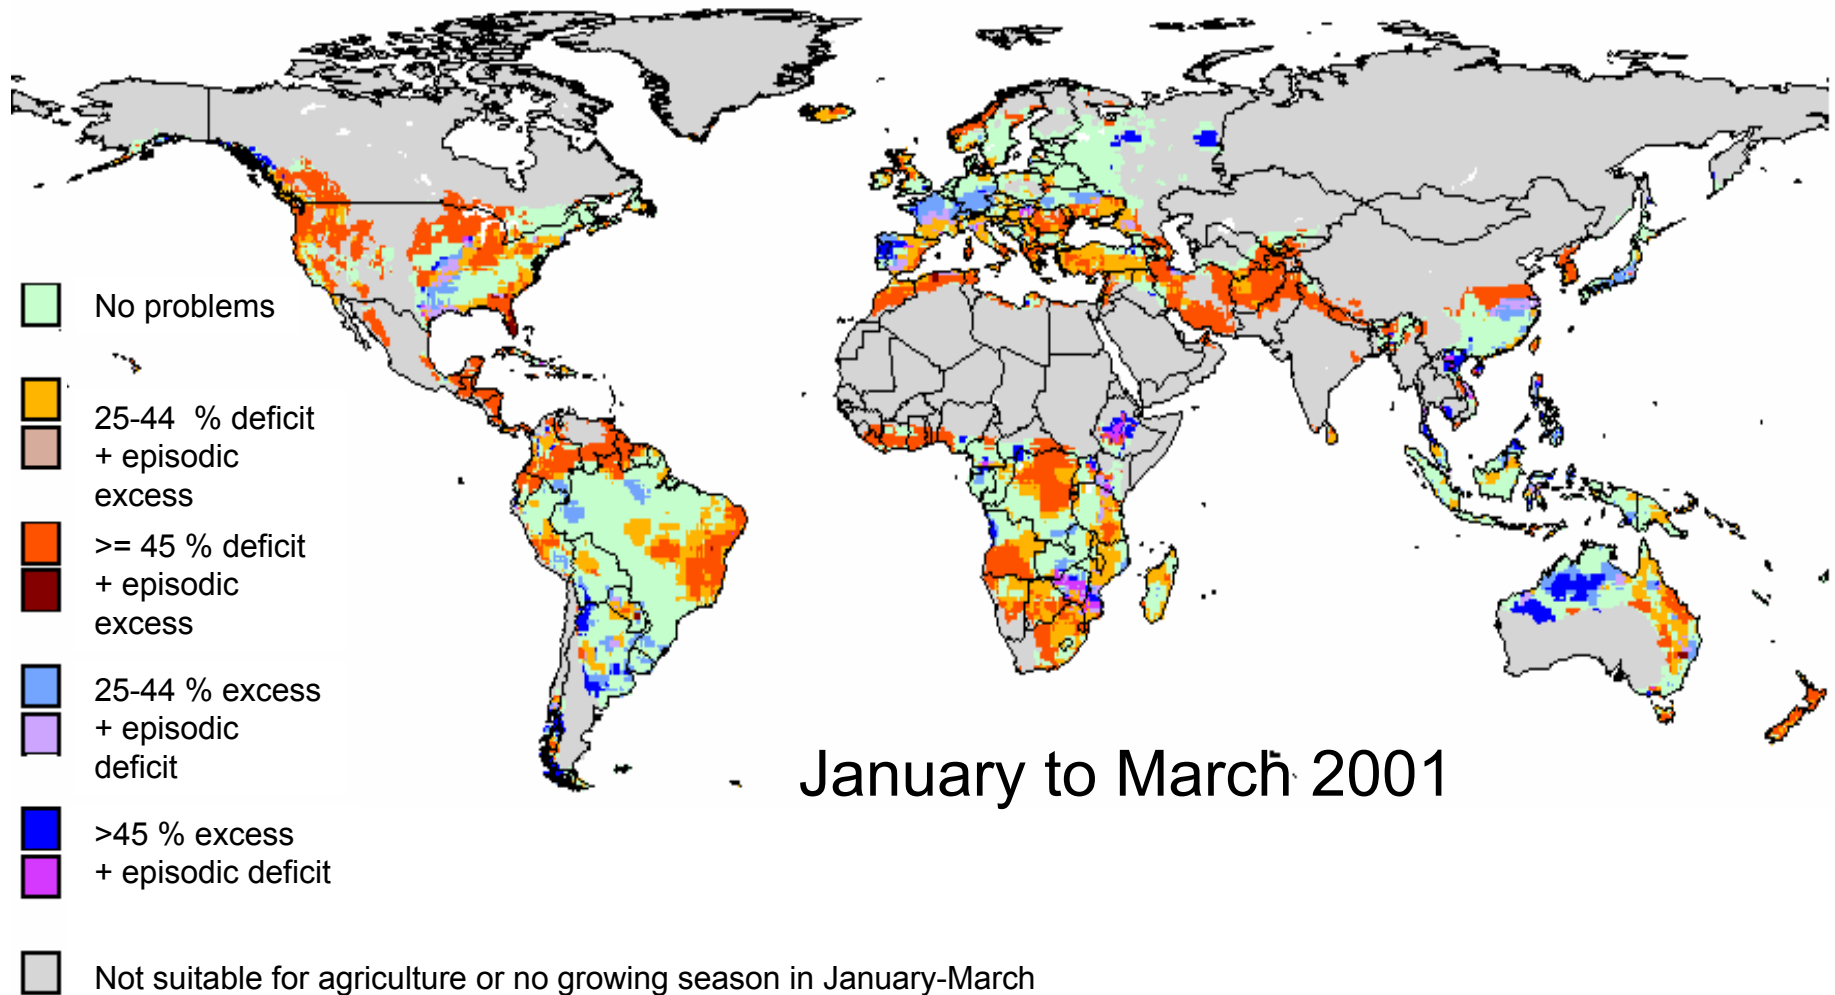 No problems
25-44 % deficit
+ episodic
excess
>= 45 % deficit
+ episodic
excess
25-44 % excess
+ episodic
deficit
January to March 2001
>45 % excess
+ episodic deficit
Not suitable for agriculture or no growing season in January-March